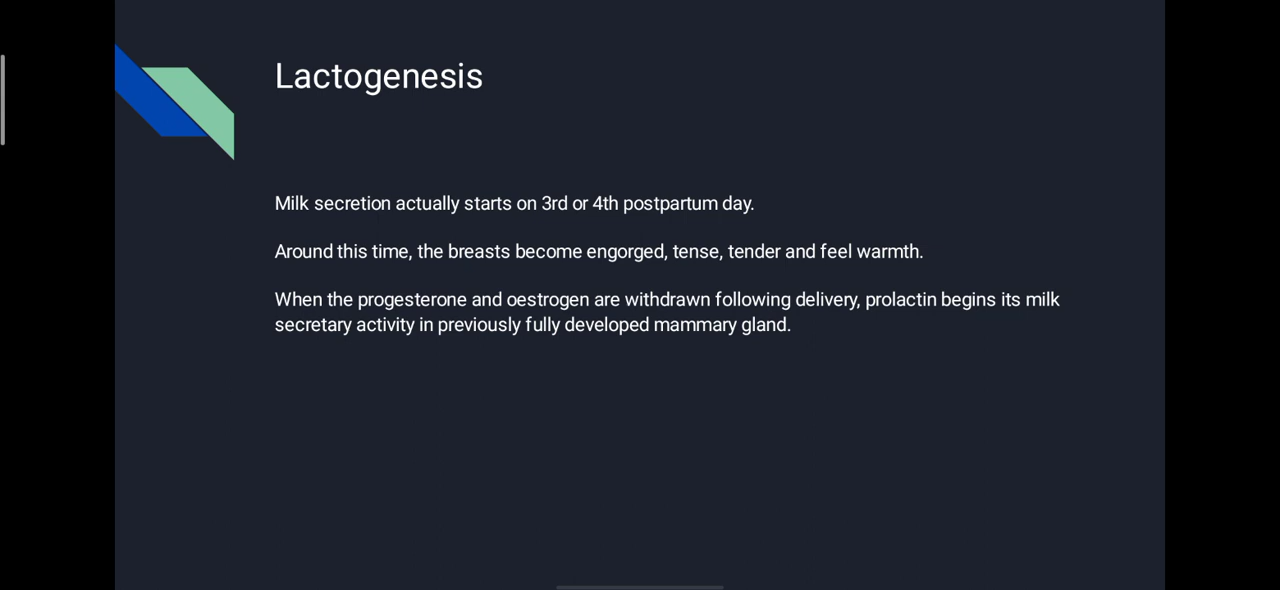 Lactogenesis
Milk secretion actually starts on 3rd or 4th postpartum day.
Around this time, the breasts become engorged, tense, tender and feel warmth.
When the progesterone and oestrogen are withdrawn following delivery, prolactin begins its milk
secretary activity in previously fully developed mammary gland.